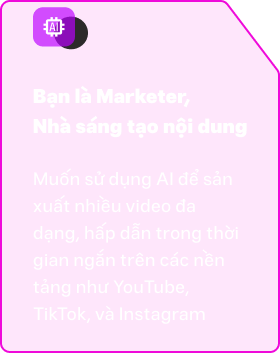 AI
Bạn là Marketer,
Nhà sáng tạo nội dung
Muốn sử dụng AI để sản
xuất nhiều video đa
dạng, hấp dẫn trong thời
gian ngắn trên các nền
tảng như YouTube,
TikTok, và Instagram